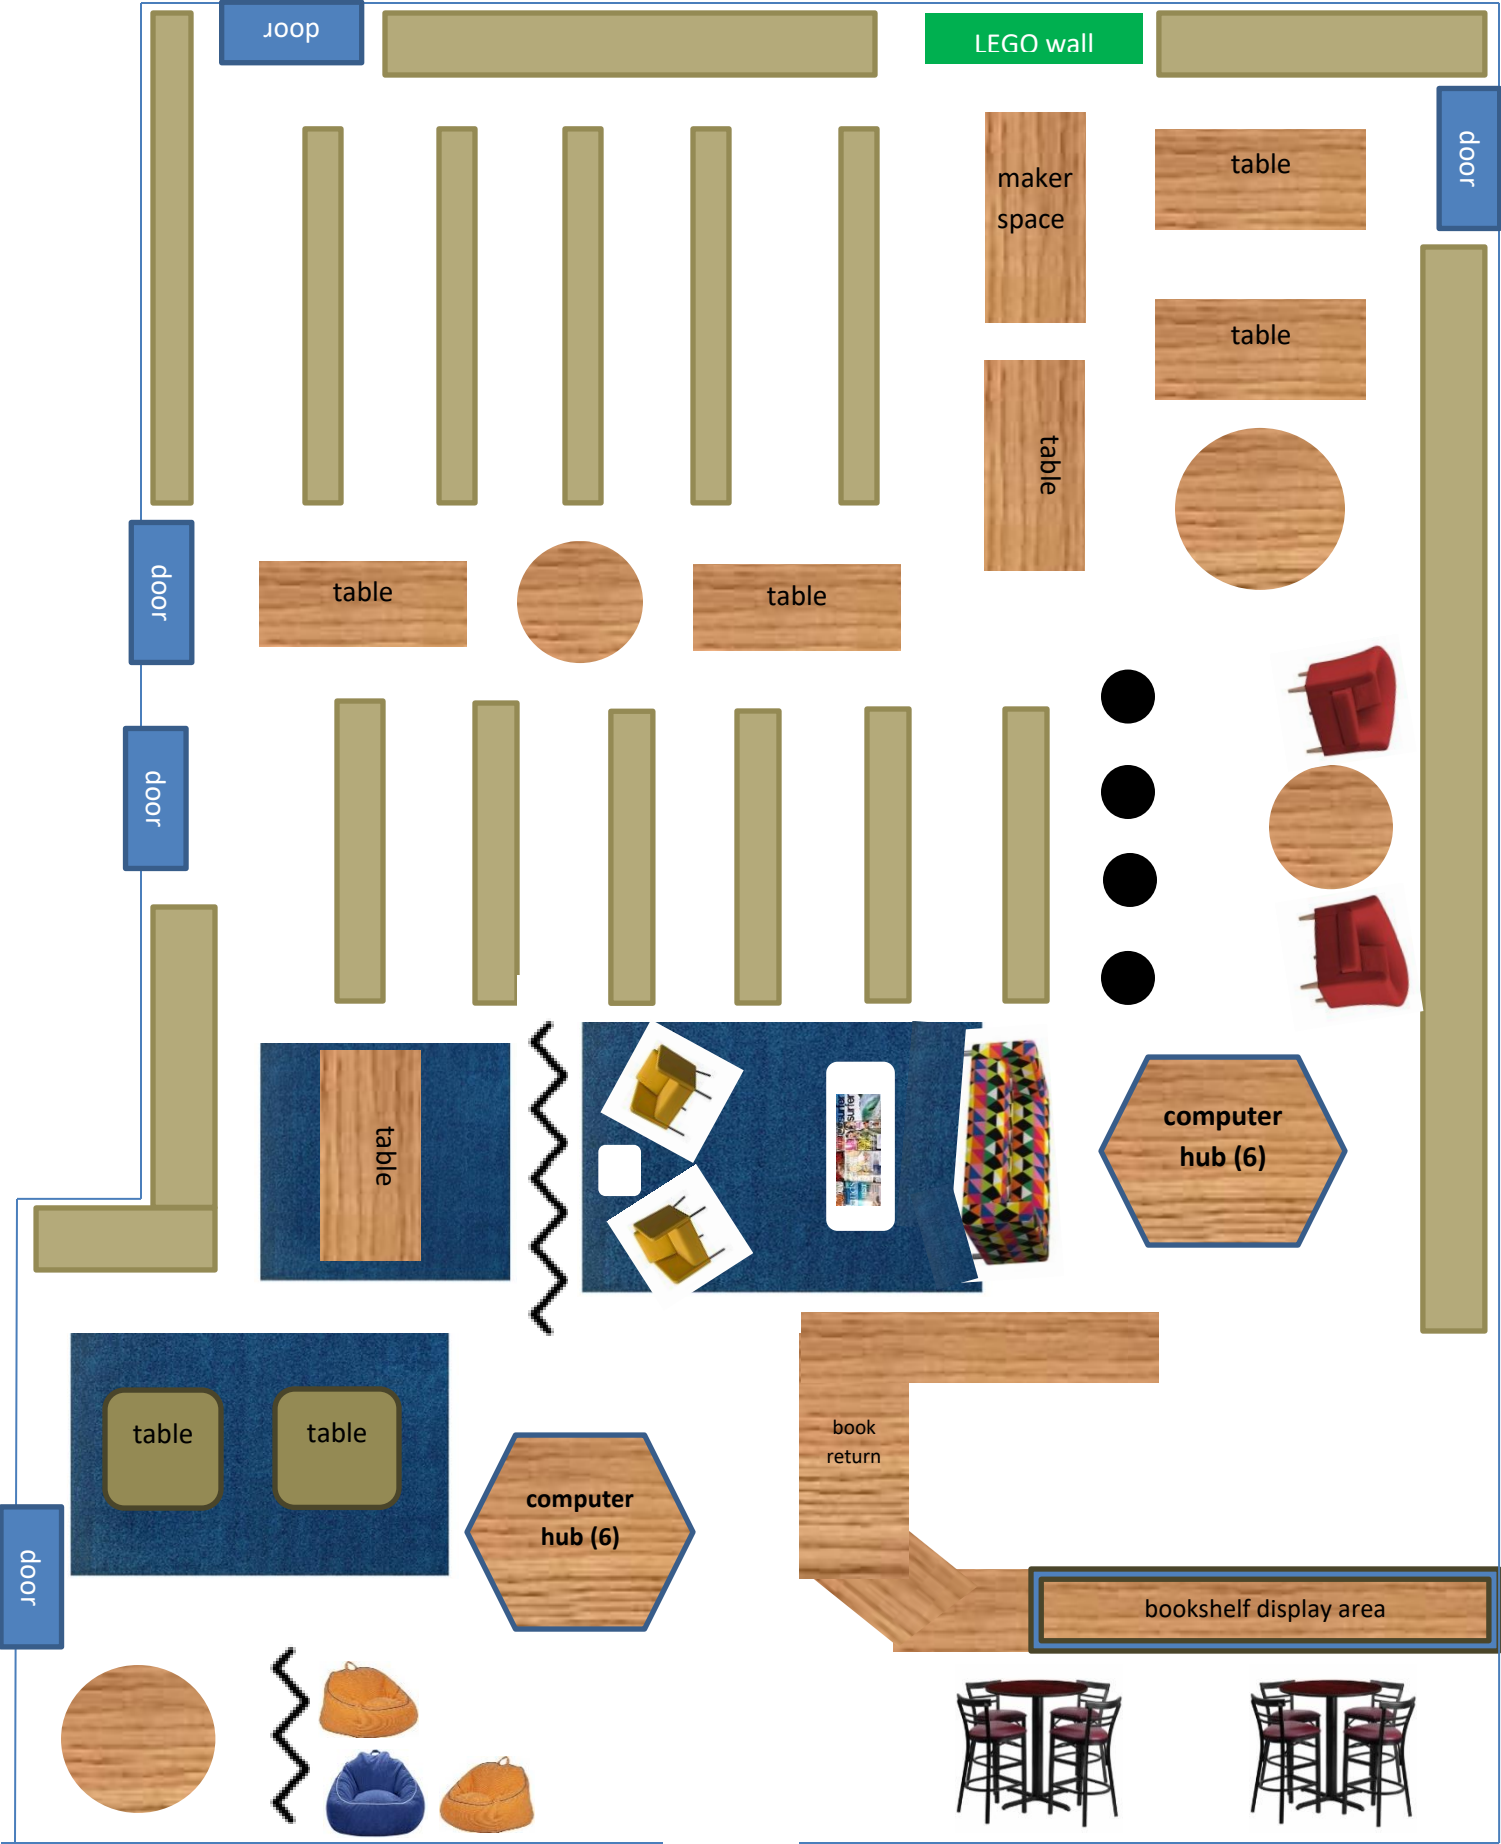 door
LEGO wall
door
maker
space
table
table
table
door
table
table
door
computer
hub (6)
table
book
return
table
table
computer
hub (6)
door
bookshelf display area